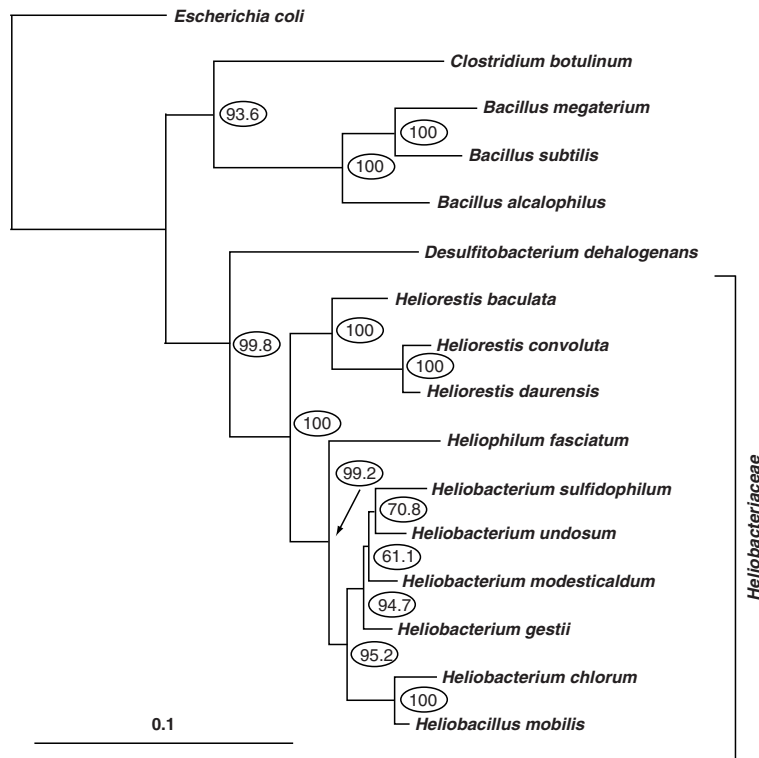 Escherichia coli
Clostridium botulinum
93.6
Bacillus megaterium
100
Bacillus subtilis
100
Bacillus alcalophilus
Desulfitobacterium dehalogenans
Heliorestis baculata
100
Heliorestis convoluta
99.8
100
Heliorestis daurensis
100
Heliophilum fasciatum
99.2
Heliobacterium sulfidophilum
70.8
Heliobacterium undosum
61.1
Heliobacterium modesticaldum
94.7
Heliobacterium gestii
95.2
Heliobacterium chlorum
100
Heliobacillus mobilis
0.1
Heliobacteriaceae